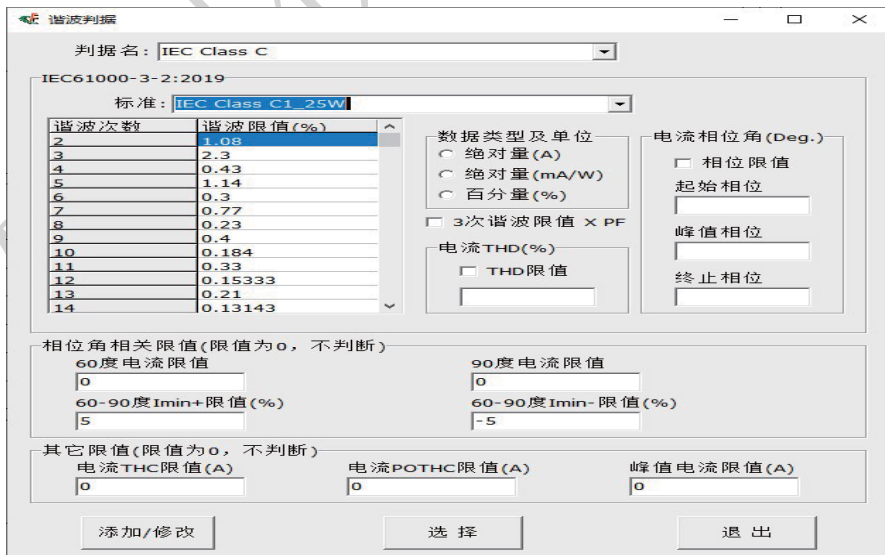 谐波判据
判据名: IEC Class C
IEC61000-3-2:2019
标准: IEC Class C1_25W
谐波次数 谐波限值(%)
2 1.08
3 2.3
4 0.43
5 1.14
6 0.3
7 0.77
8 0.23
9 0.4
10 0.184
11 0.33
12 0.15333
13 0.21
14 0.13143
数据类型及单位
绝对量(A)
绝对量(mA/W)
百分量(%)
3次谐波限值 X PF
电流THD(%)
THD限值
电流相位角(Deg.)
相位限值
起始相位
峰值相位
终止相位
相位角相关限值(限值为0，不判断)
60度电流限值 90度电流限值
0 0
60-90度Imin+限值(%) 60-90度Imin-限值(%)
5 -5
其它限值(限值为0，不判断)
电流THC限值(A) 电流POTHC限值(A) 峰值电流限值(A)
0 0 0
添加/修改 选 择 退 出